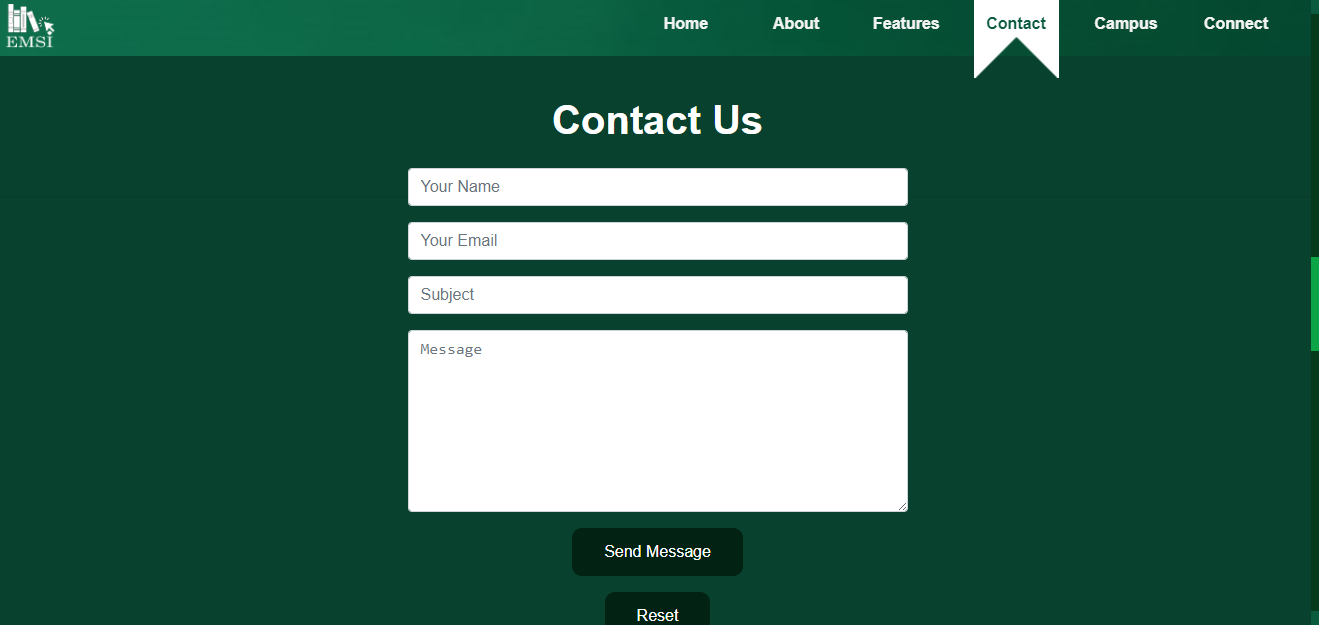 EMSI
Home About Features Contact Campus Connect
Contact Us
Your Name
Your Email
Subject
Message
Send Message
Reset